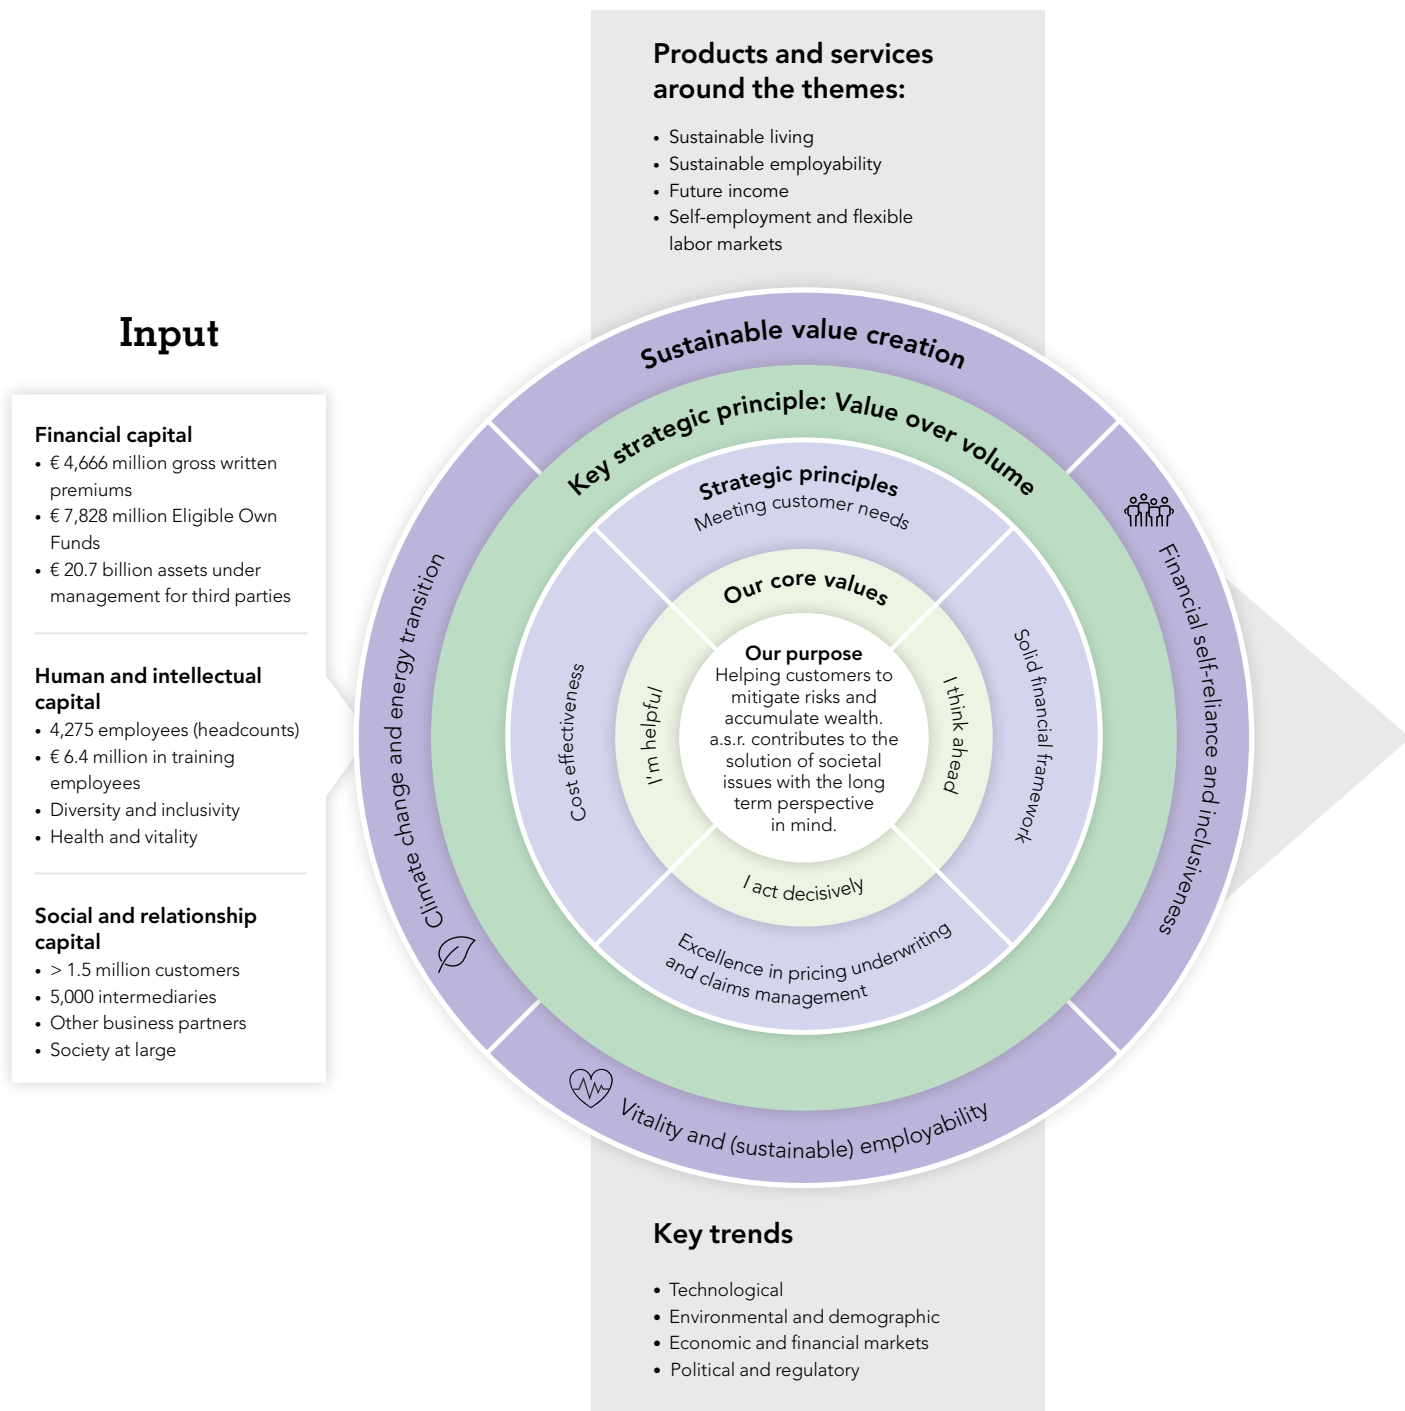 Products and services
around the themes:
• Sustainable living
• Sustainable employability
• Future income
• Self-employment and flexible
labor markets
Input
Financial capital
• € 4,666 million gross written
premiums
• € 7,828 million Eligible Own
Funds
• € 20.7 billion assets under
management for third parties
Human and intellectual
capital
• 4,275 employees (headcounts)
• € 6.4 million in training
employees
• Diversity and inclusivity
• Health and vitality
Social and relationship
capital
• > 1.5 million customers
• 5,000 intermediaries
• Other business partners
• Society at large
Sustainable value creation
Financial self-reliance and inclusiveness
Vitality and (sustainable) employability
Climate change and energy transition
Key strategic principle: Value over volume
Strategic principles
Meeting customer needs
Solid financial framework
Excellence in pricing underwriting
and claims management
Cost effectiveness
Our core values
I think ahead
I act decisively
I'm helpful
Our purpose
Helping customers to
mitigate risks and
accumulate wealth.
a.s.r. contributes to the
solution of societal
issues with the long
term perspective
in mind.
Key trends
• Technological
• Environmental and demographic
• Economic and financial markets
• Political and regulatory